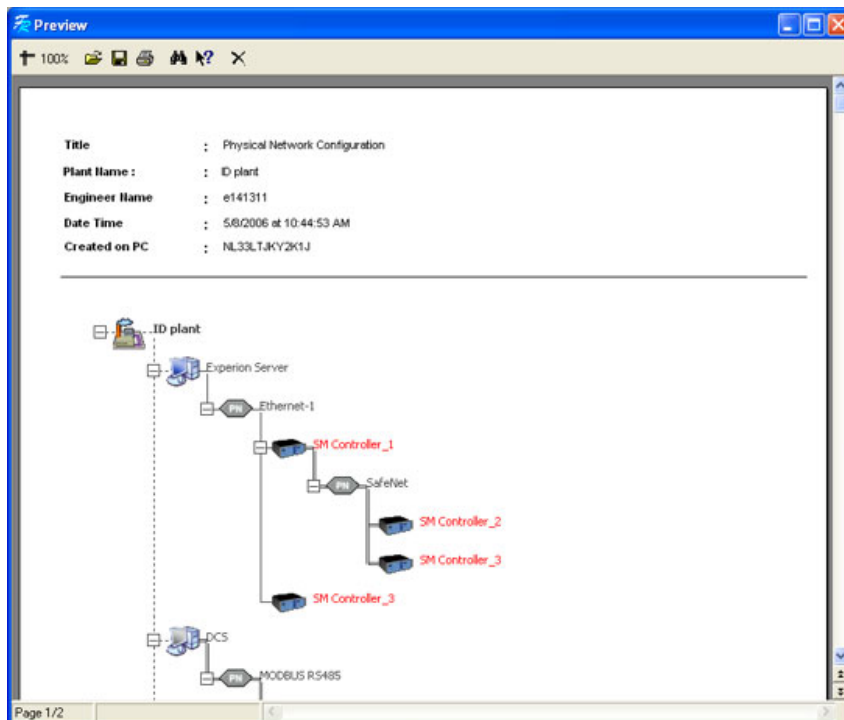 Preview
100%
Title : Physical Network Configuration
Plant Name : : ID plant
Engineer Name : e141311
Date Time : 5/8/2006 at 10:44:53 AM
Created on PC : NL33LTJKY2K1J
ID plant
Experion Server
PN Ethernet-1
SM Controller_1
PN SafeNet
SM Controller_2
SM Controller_3
SM Controller_3
DCS
PN MODBUS RS485
Page 1/2